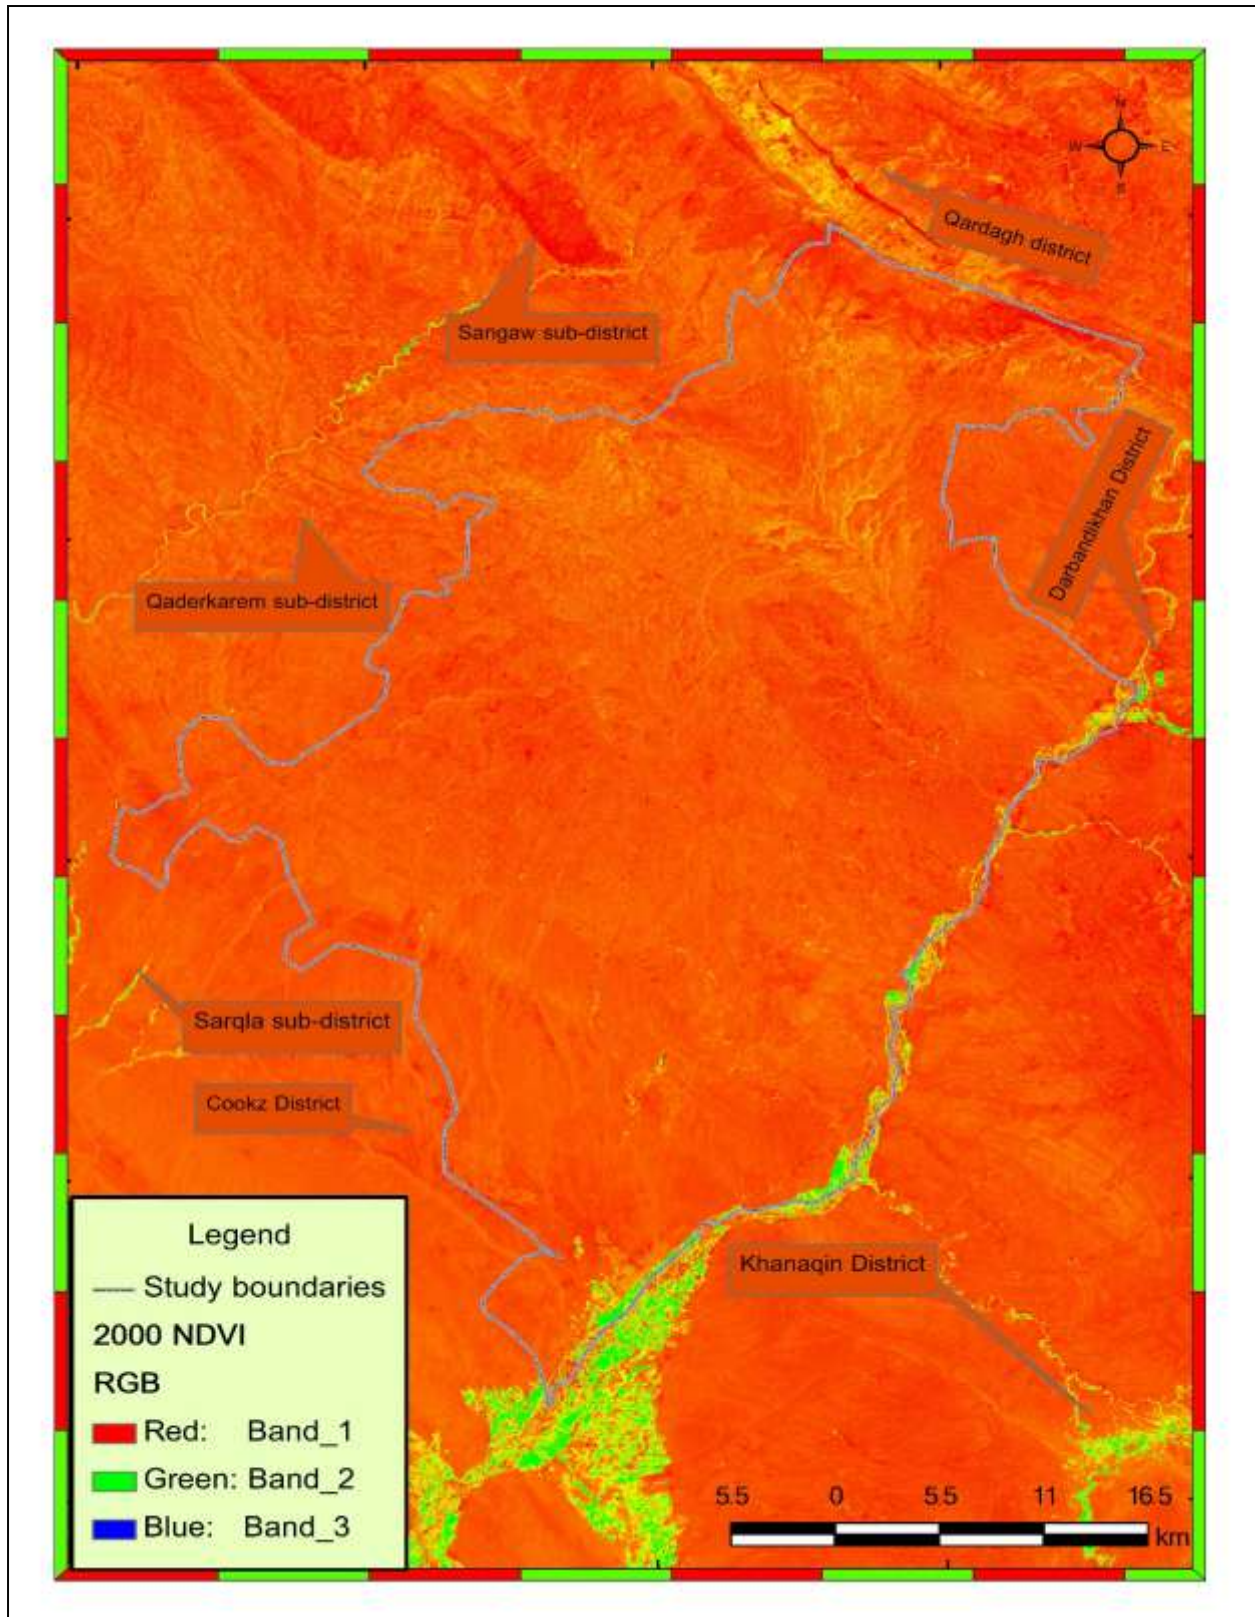 N
W E
S
Qardagh district
Sangaw sub-district
Darbandikhan District
Qaderkarem sub-district
Sarqla sub-district
Cookz District
Khanaqin District
Legend
Study boundaries
2000 NDVI
RGB
Red: Band_1
Green: Band_2
Blue: Band_3
5.5 0 5.5 11 16.5
km